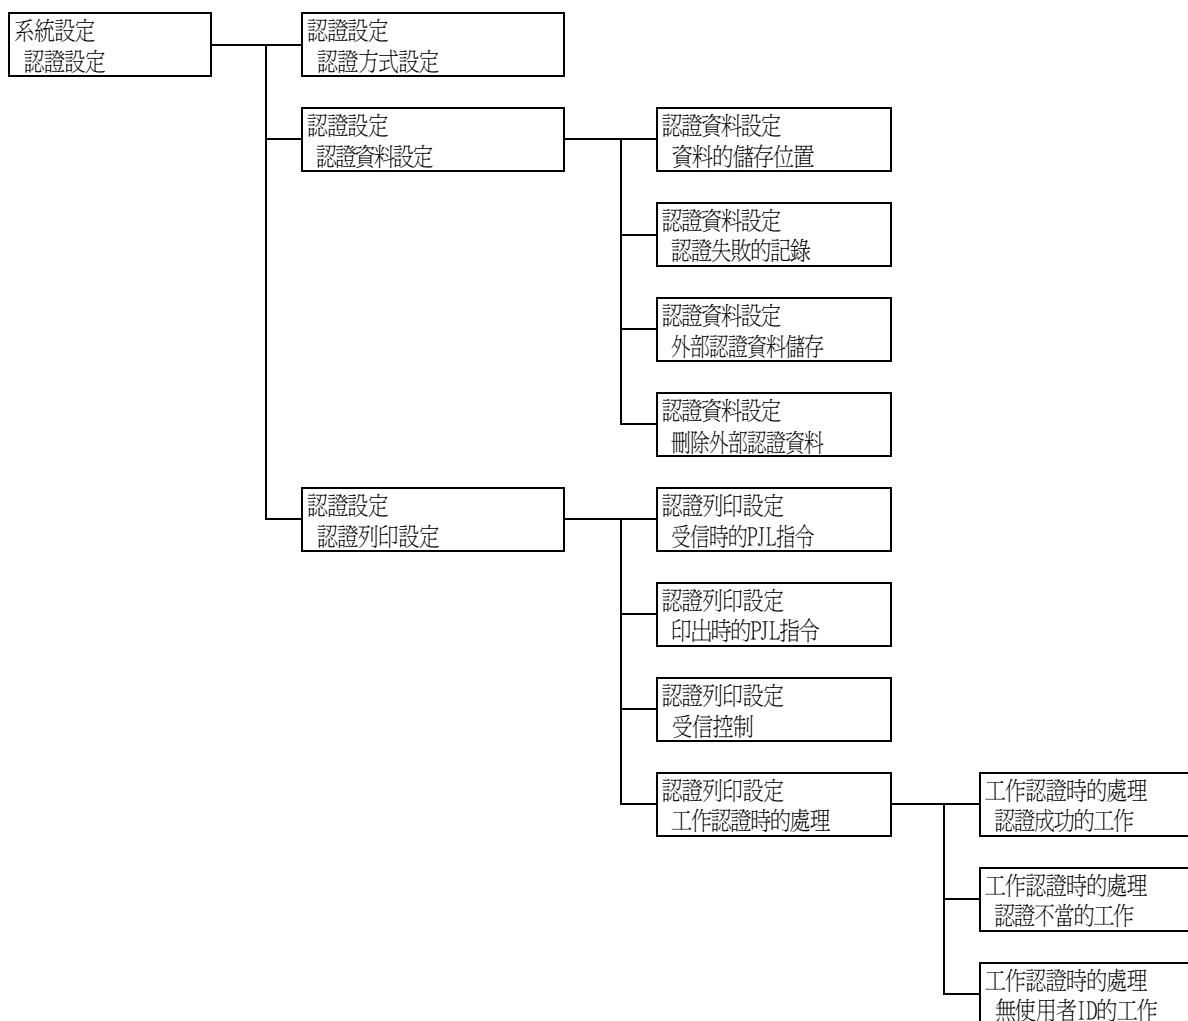 系統設定
認證設定
認證設定
認證方式設定
認證設定
認證資料設定
認證資料設定
資料的儲存位置
認證資料設定
認證失敗的記錄
認證資料設定
外部認證資料儲存
認證資料設定
刪除外部認證資料
認證設定
認證列印設定
認證列印設定
受信時的PJL指令
認證列印設定
印出時的PJL指令
認證列印設定
受信控制
認證列印設定
工作認證時的處理
工作認證時的處理
認證成功的工作
工作認證時的處理
認證不當的工作
工作認證時的處理
無使用者ID的工作